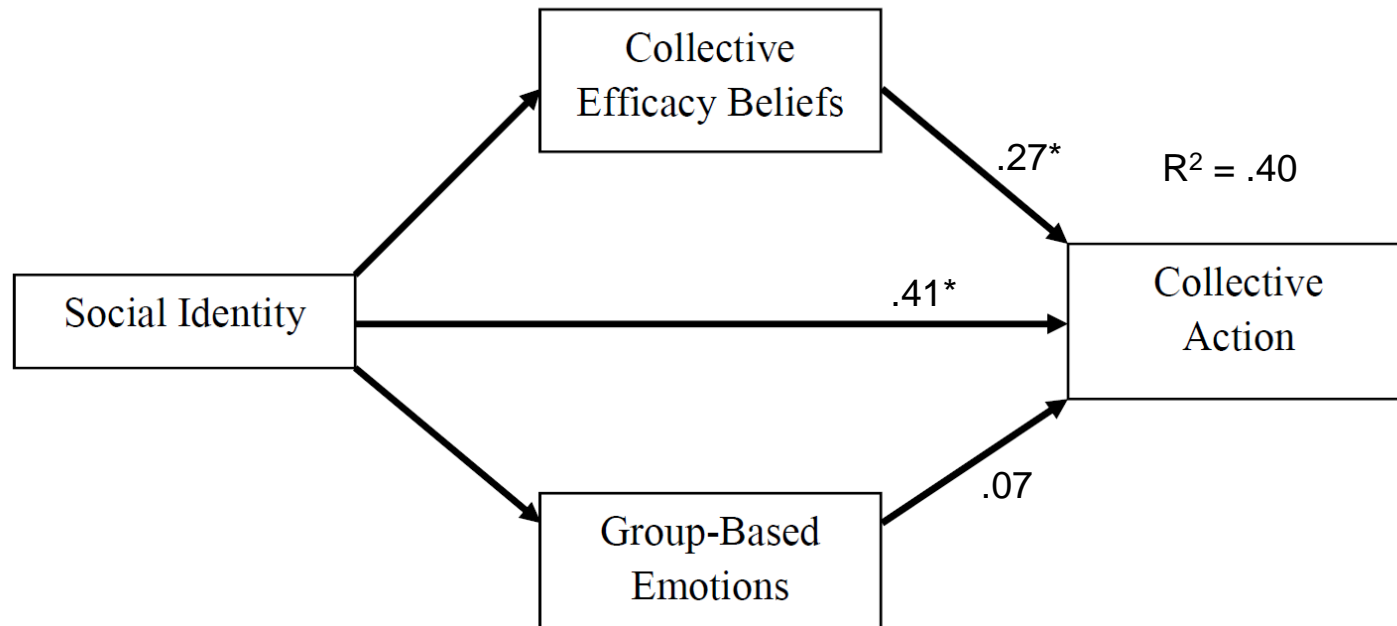 Collective
Efficacy Beliefs
.27*
R² = .40
Social Identity
.41*
Collective
Action
.07
Group-Based
Emotions